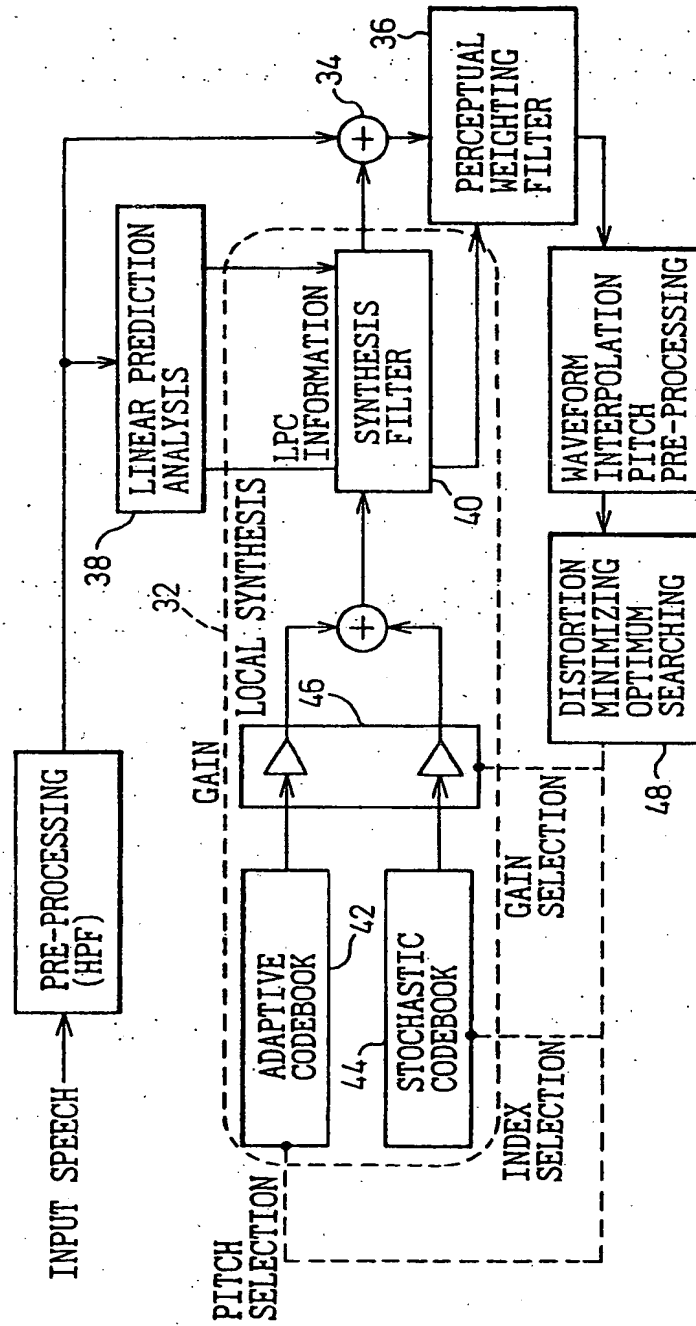 INPUT SPEECH
PRE-PROCESSING
(HPF)
38
LINEAR PREDICTION
ANALYSIS
32
LOCAL SYNTHESIS
LPC
INFORMATION
GAIN
46
ADAPTIVE
CODEBOOK
42
44
STOCHASTIC
CODEBOOK
+
SYNTHESIS
FILTER
40
+
34
36
PERCEPTUAL
WEIGHTING
FILTER
PITCH
SELECTION
INDEX
SELECTION
GAIN
SELECTION
DISTORTION
MINIMIZING
OPTIMUM
SEARCHING
48
WAVEFORM
INTERPOLATION
PITCH
PRE-PROCESSING